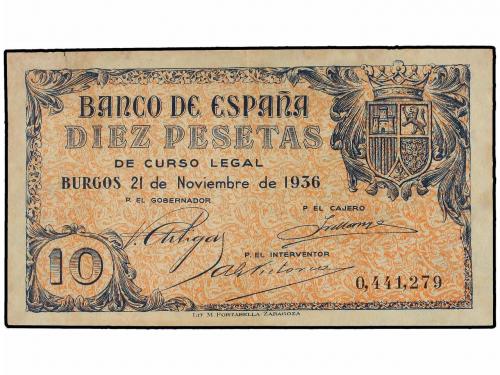 BANCO DE ESPAÑA
DIEZ PESETAS
DE CURSO LEGAL
BURGOS 21 de Noviembre de 1936
P. EL GOBERNADOR
P. EL CAJERO
P. EL INTERVENTOR
10
0,441,279
LIT. M. PORTABELLA ZARAGOZA